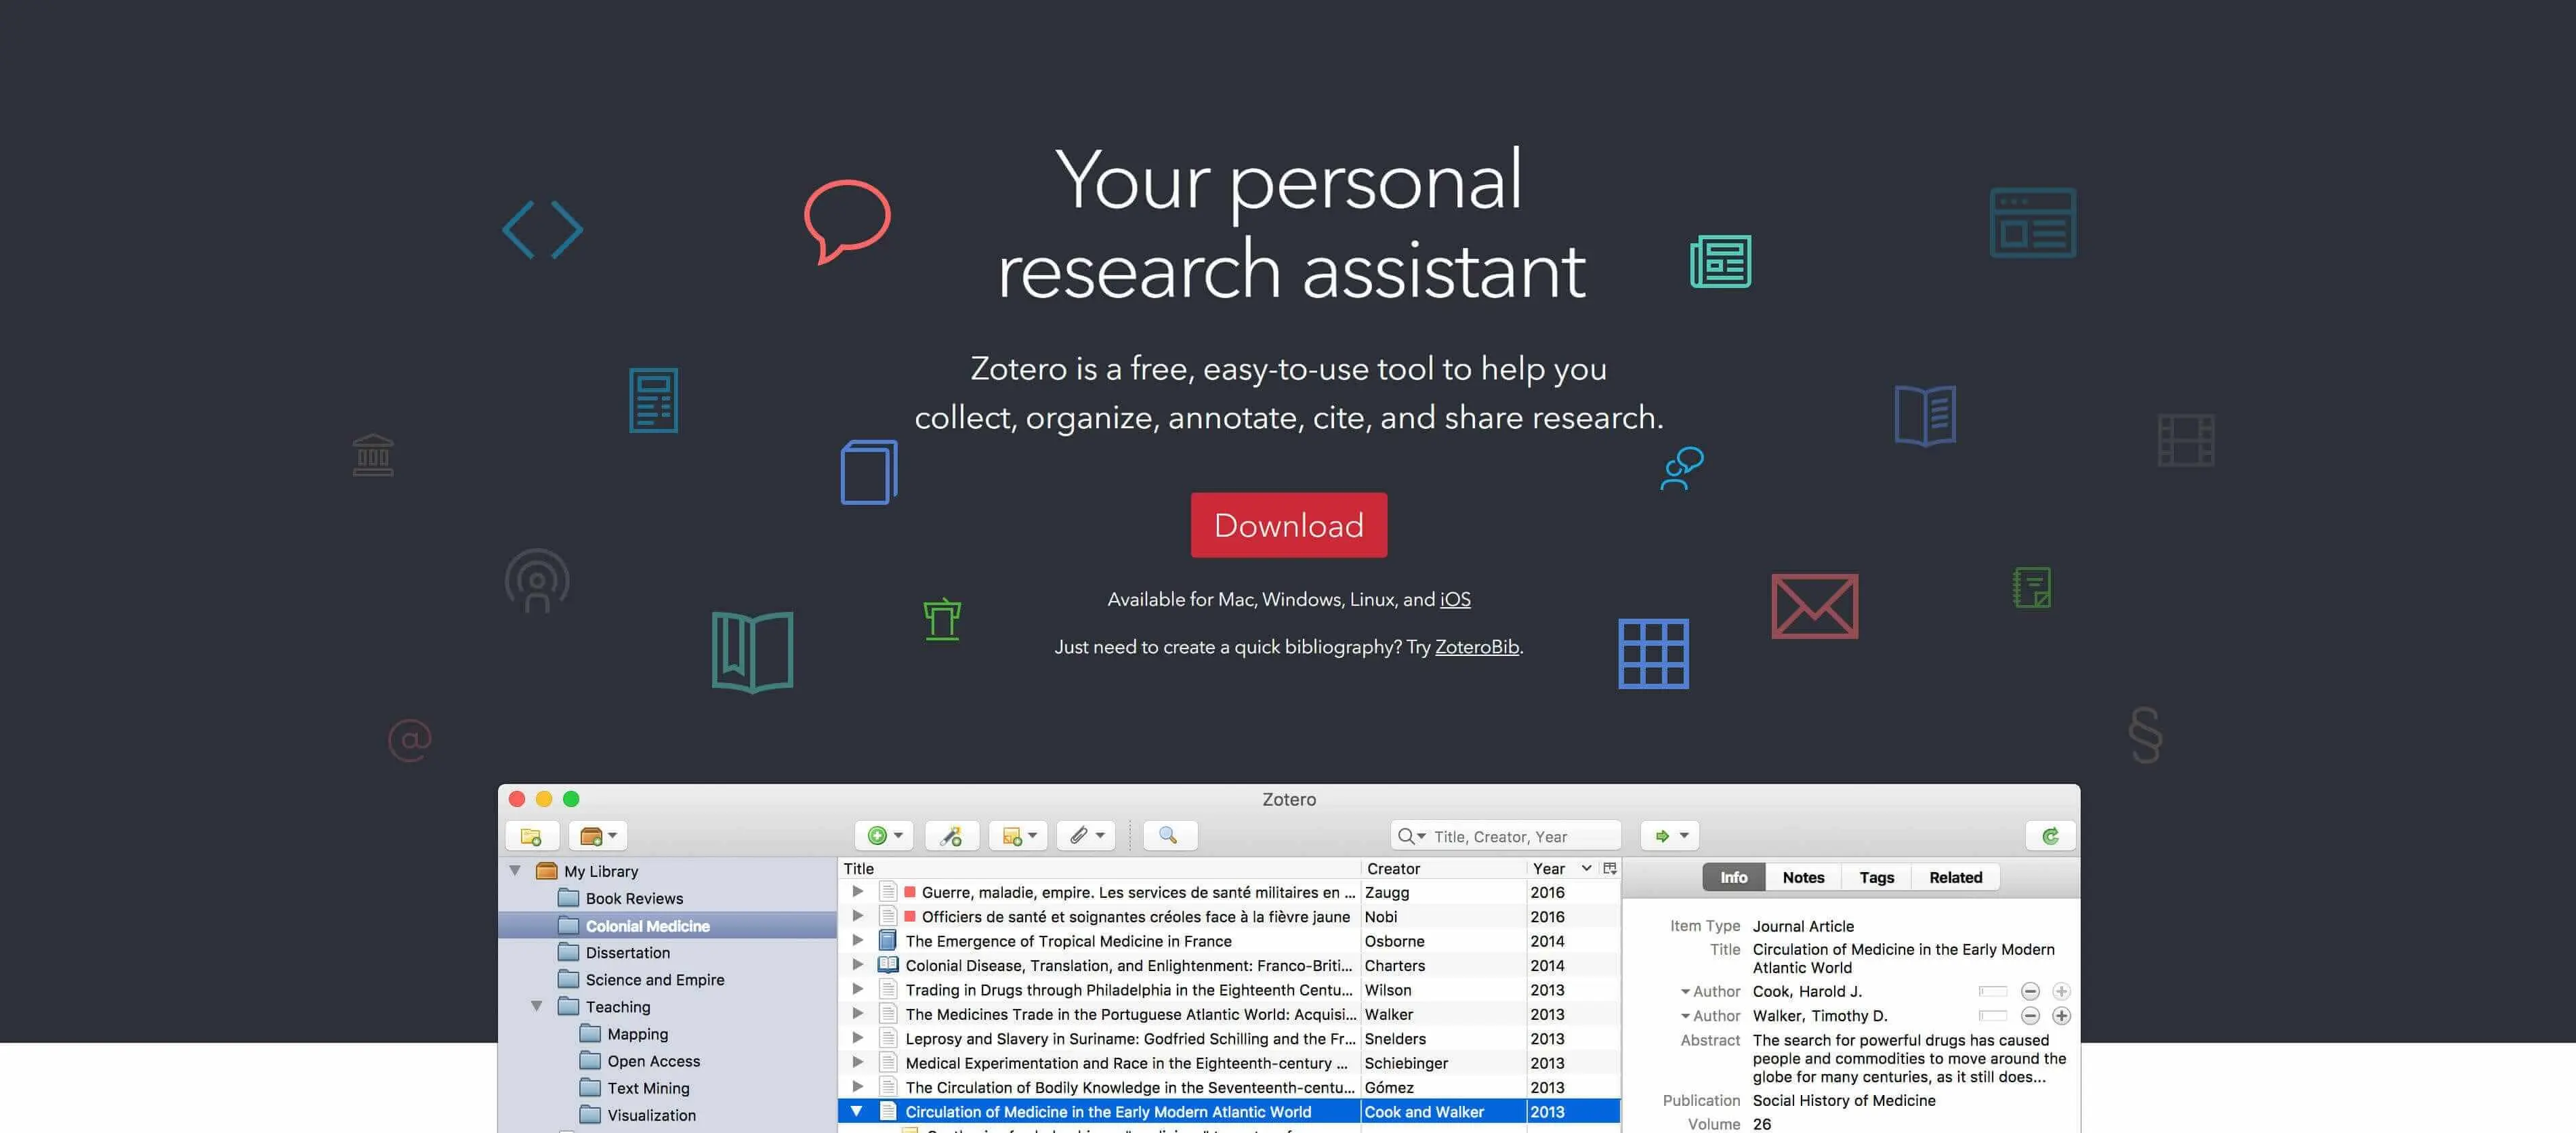 Your personal
research assistant
Zotero is a free, easy-to-use tool to help you
collect, organize, annotate, cite, and share research.
Download
Available for Mac, Windows, Linux, and iOS
Just need to create a quick bibliography? Try ZoteroBib.
@
§
Zotero
Title, Creator, Year
My Library
Book Reviews
Colonial Medicine
Dissertation
Science and Empire
Teaching
Mapping
Open Access
Text Mining
Visualization
Title Creator Year
Guerre, maladie, empire. Les services de santé militaires en ... Zaugg 2016
Officiers de santé et soignantes créoles face à la fièvre jaune Nobi 2016
The Emergence of Tropical Medicine in France Osborne 2014
Colonial Disease, Translation, and Enlightenment: Franco-Briti... Charters 2014
Trading in Drugs through Philadelphia in the Eighteenth Centu... Wilson 2013
The Medicines Trade in the Portuguese Atlantic World: Acquisi... Walker 2013
Leprosy and Slavery in Suriname: Godfried Schilling and the Fr... Snelders 2013
Medical Experimentation and Race in the Eighteenth-century ... Schiebinger 2013
The Circulation of Bodily Knowledge in the Seventeenth-centu... Gómez 2013
Circulation of Medicine in the Early Modern Atlantic World Cook and Walker 2013
Info Notes Tags Related
Item Type Journal Article
Title Circulation of Medicine in the Early Modern
Atlantic World
Author Cook, Harold J.
Author Walker, Timothy D.
Abstract The search for powerful drugs has caused
people and commodities to move around the
globe for many centuries, as it still does...
Publication Social History of Medicine
Volume 26